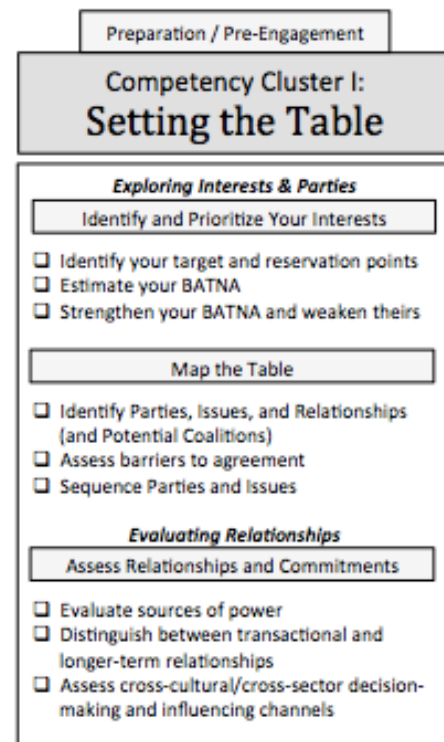 Preparation / Pre-Engagement
Competency Cluster I:
Setting the Table
Exploring Interests & Parties
Identify and Prioritize Your Interests
❑ Identify your target and reservation points
❑ Estimate your BATNA
❑ Strengthen your BATNA and weaken theirs
Map the Table
❑ Identify Parties, Issues, and Relationships
(and Potential Coalitions)
❑ Assess barriers to agreement
❑ Sequence Parties and Issues
Evaluating Relationships
Assess Relationships and Commitments
❑ Evaluate sources of power
❑ Distinguish between transactional and
longer-term relationships
❑ Assess cross-cultural/cross-sector decision-
making and influencing channels